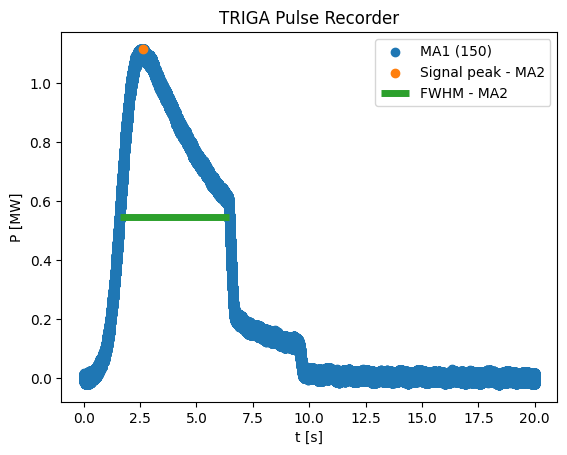 TRIGA Pulse Recorder
MA1 (150)
Signal peak - MA2
FWHM - MA2
P [MW]
1.0
0.8
0.6
0.4
0.2
0.0
0.0 2.5 5.0 7.5 10.0 12.5 15.0 17.5 20.0
t [s]